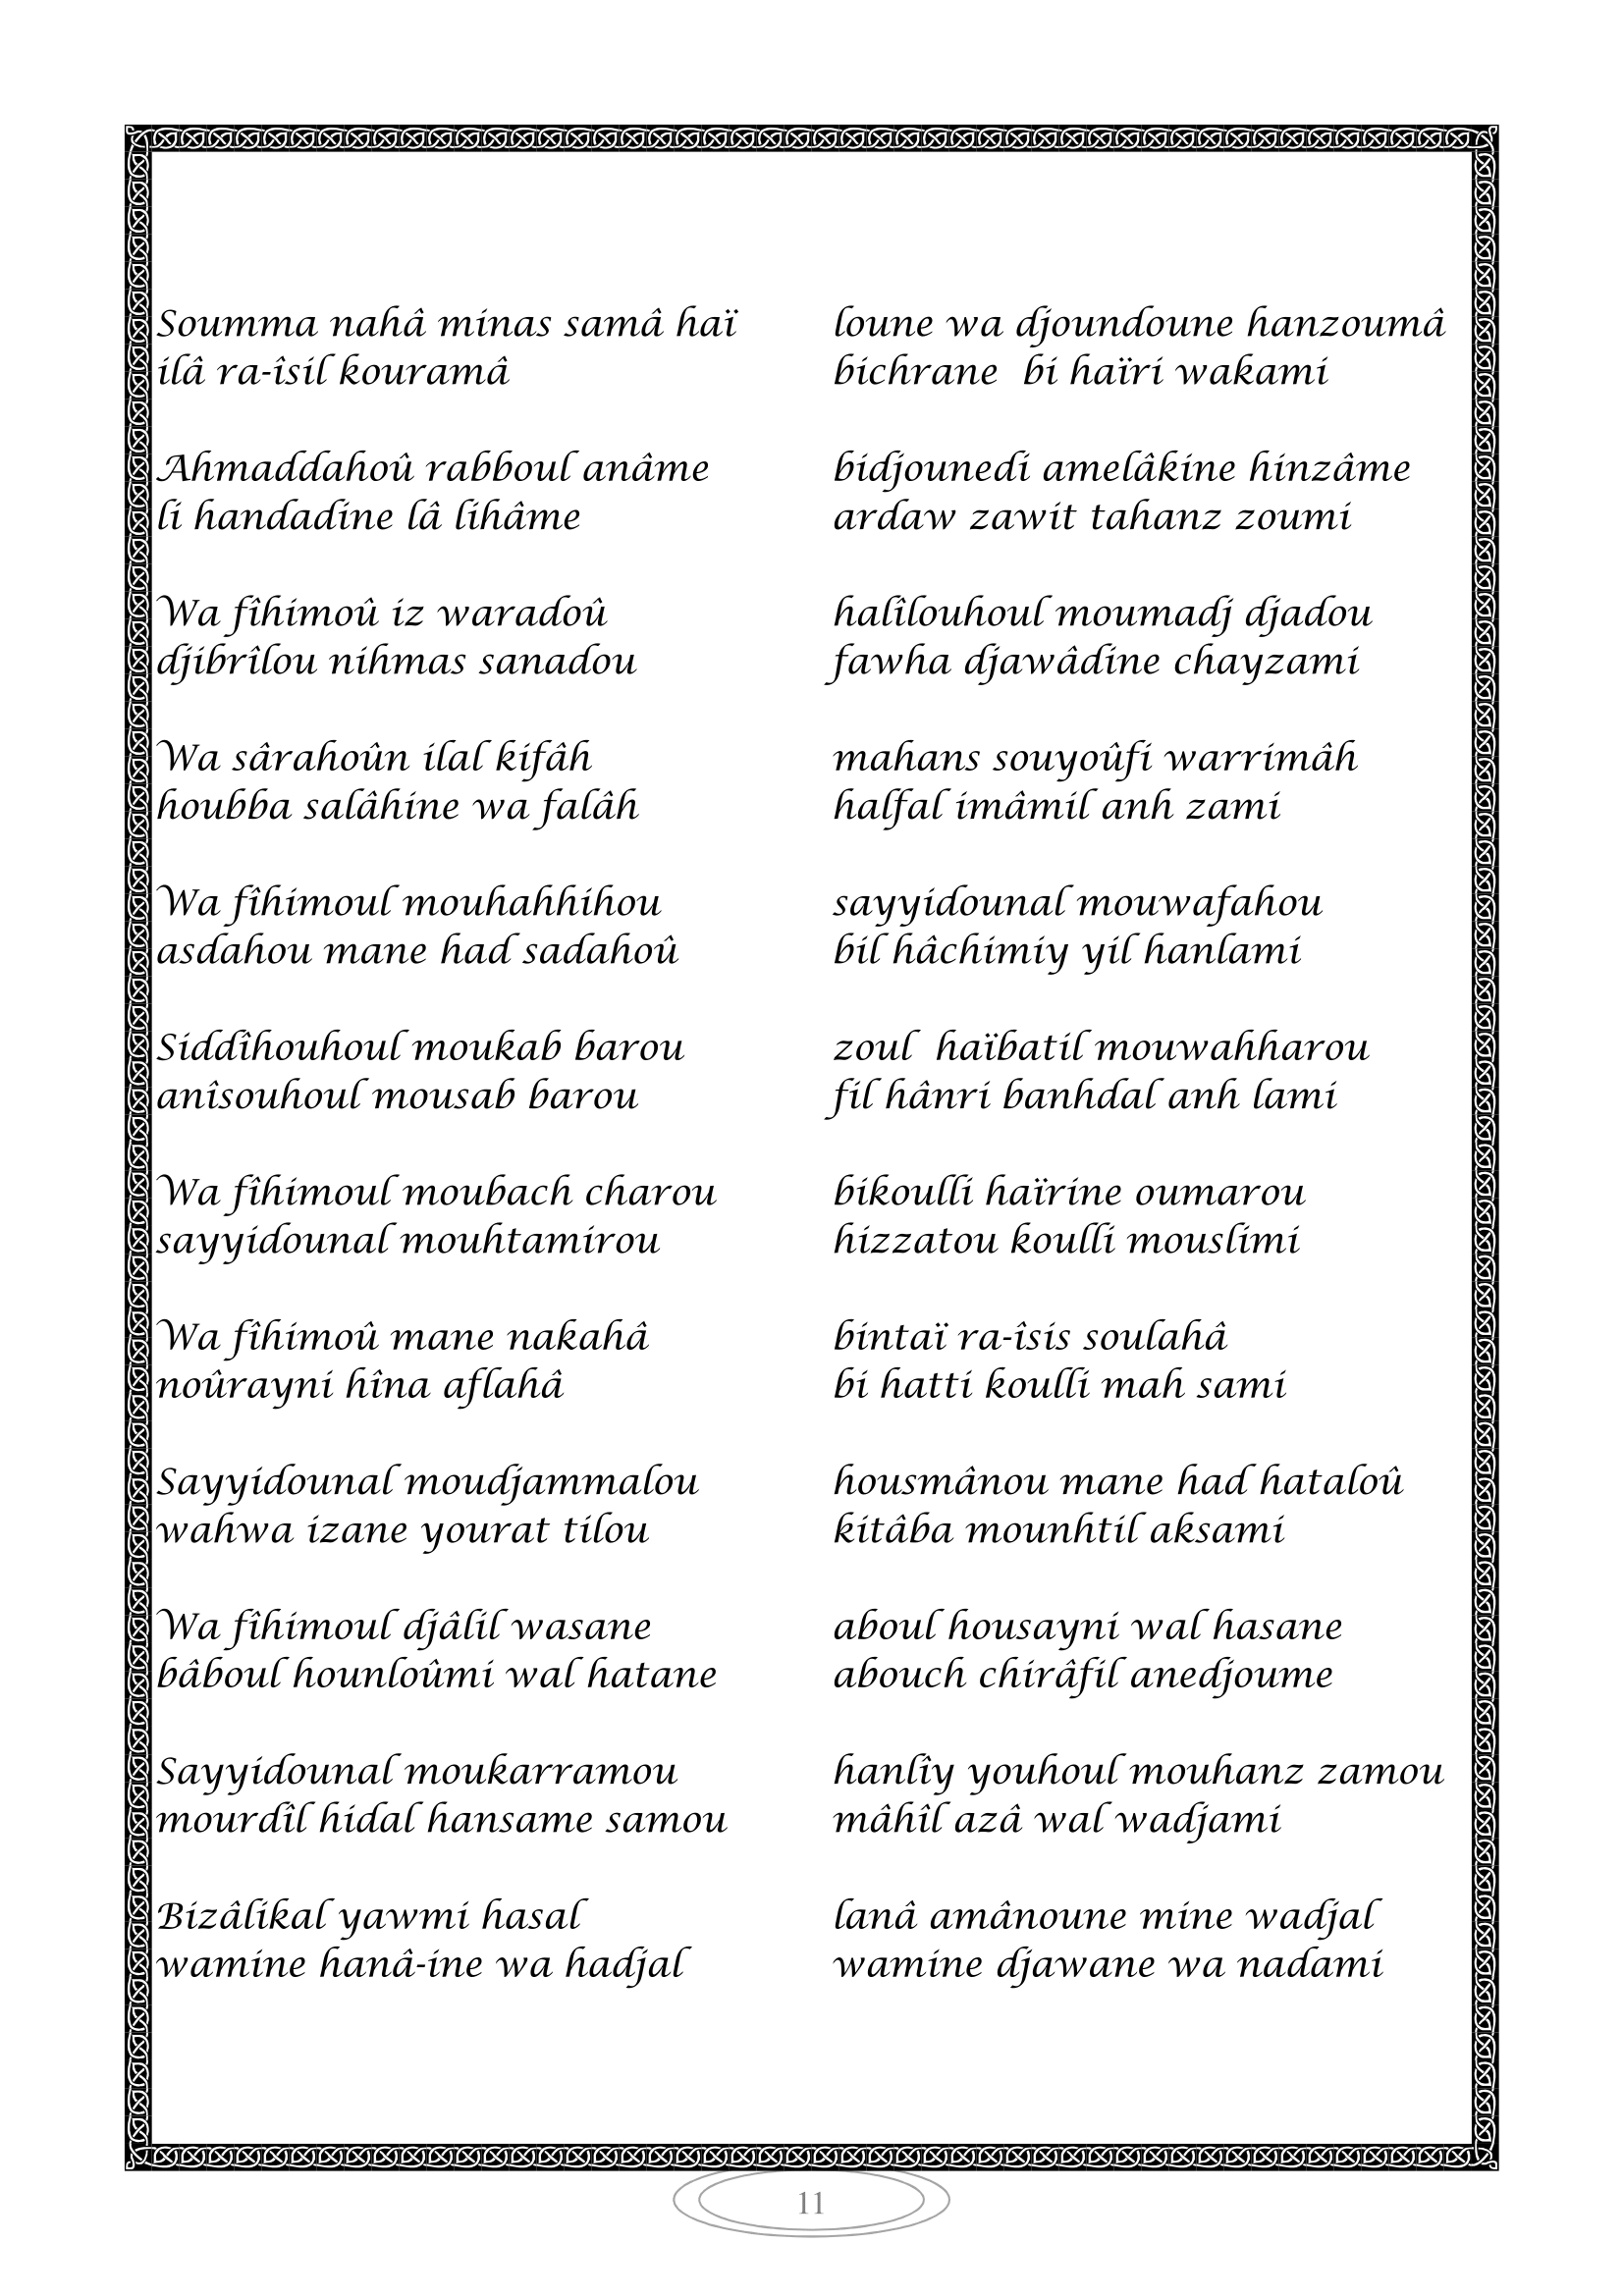 Soumma nahâ minas samâ haï loune wa djoundoune hanzoumâ
ilâ ra-îsil kouramâ bichrane bi haïri wakami
Ahmaddahoû rabboul anâme bidjounedi amelâkine hinzâme
li handadine lâ lihâme ardaw zawit tahanz zoumi
Wa fîhimoû iz waradoû halîlouhoul moumadj djadou
djibrîlou nihmas sanadou fawha djawâdine chayzami
Wa sârahoûn ilal kifâh mahans souyoûfi warrimâh
houbba salâhine wa falâh halfal imâmil anh zami
Wa fîhimoul mouhahhihou sayyidounal mouwafahou
asdahou mane had sadahoû bil hâchimiy yil hanlami
Siddîhouhoul moukab barou zoul haïbatil mouwahharou
anîsouhoul mousab barou fil hânri banhdal anh lami
Wa fîhimoul moubach charou bikoulli haïrine oumarou
sayyidounal mouhtamirou hizzatou koulli mouslimi
Wa fîhimoû mane nakahâ bintaï ra-îsis soulahâ
noûrayni hîna aflahâ bi hatti koulli mah sami
Sayyidounal moudjammalou housmânou mane had hataloû
wahwa izane yourat tilou kitâba mounhtil aksami
Wa fîhimoul djâlil wasane aboul housayni wal hasane
bâboul hounloûmi wal hatane abouch chirâfil anedjoume
Sayyidounal moukarramou hanlîy youhoul mouhanz zamou
mourdîl hidal hansame samou mâhîl azâ wal wadjami
Bizâlikal yawmi hasal lanâ amânoune mine wadjal
wamine hanâ-ine wa hadjal wamine djawane wa nadami
11